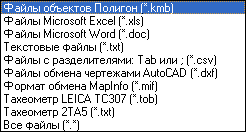 Файлы объектов Полигон (*.kmb)
Файлы Microsoft Excel (*.xls)
Файлы Microsoft Word (*.doc)
Текстовые файлы (*.txt)
Файлы с разделителями: Tab или ; (*.csv)
Файлы обмена чертежами AutoCAD (*.dxf)
Формат обмена MapInfo (*.mif)
Тахеометр LEICA TC307 (*.tob)
Тахеометр 2TA5 (*.txt)
Все файлы (*.*)